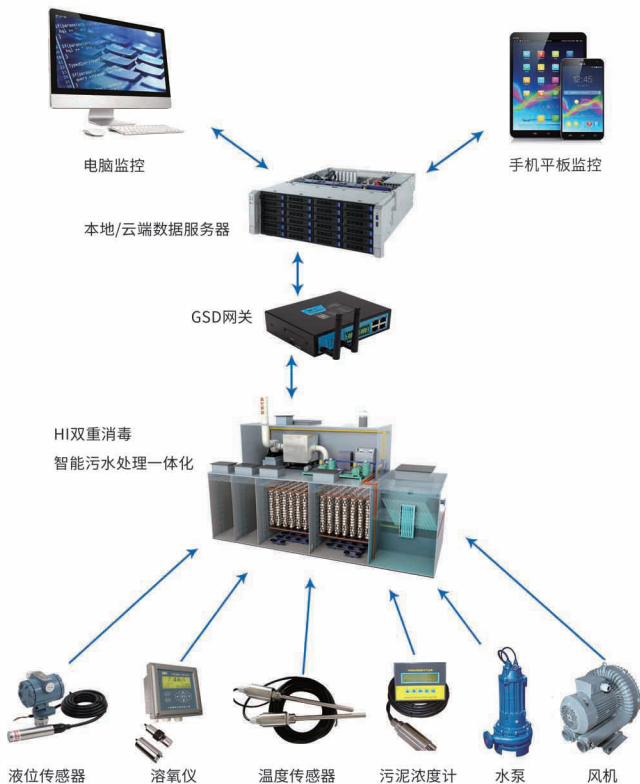 电脑监控
手机平板监控
本地/云端数据服务器
GSD网关
HI双重消毒
智能污水处理一体化
液位传感器
溶氧仪
温度传感器
污泥浓度计
水泵
风机